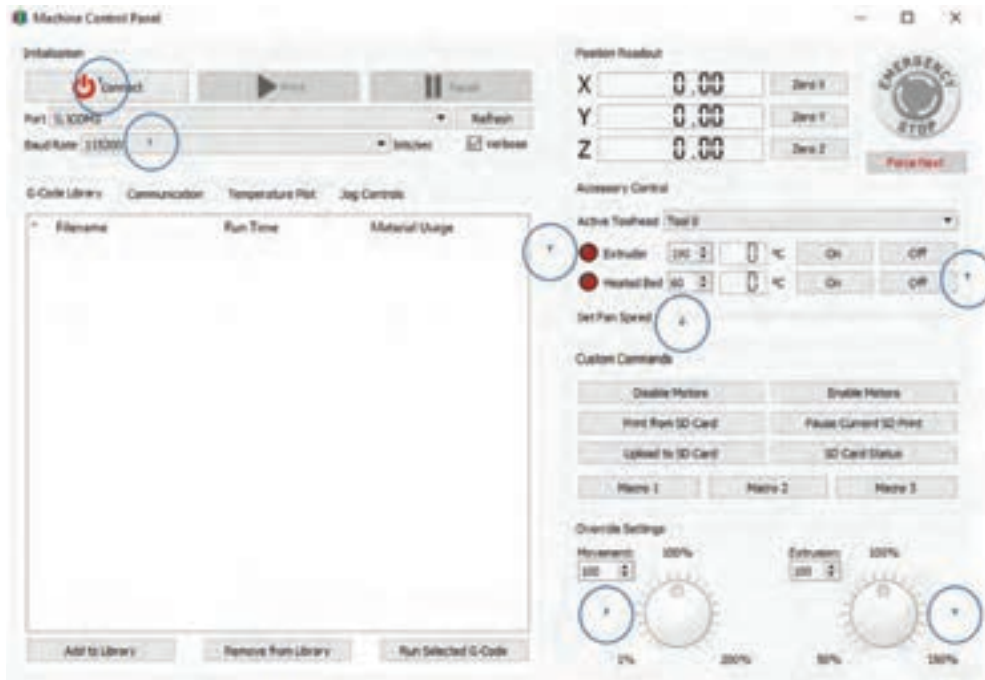 Machine Control Panel
Initialization
Connect Print Pause
Port Refresh
Baud Rate 115200 bits/sec verbose
G-Code Library Communication Temperature Plot Jog Controls
Filename Run Time Material Usage
Add to Library Remove from Library Run Selected G-Code
Position Readout
X 0.00 Zero X
Y 0.00 Zero Y
Z 0.00 Zero Z
EMERGENCY STOP
Force Next
Accessory Control
Active Toolhead Tool 0
Extruder 190 0 °C On Off
Heated Bed 60 0 °C On Off
Set Fan Speed
Custom Commands
Disable Motors Enable Motors
Print from SD Card Pause Current SD Print
Upload to SD Card SD Card Status
Macro 1 Macro 2 Macro 3
Override Settings
Movement: 100% Extrusion: 100%
100 100
1% 200% 50% 150%